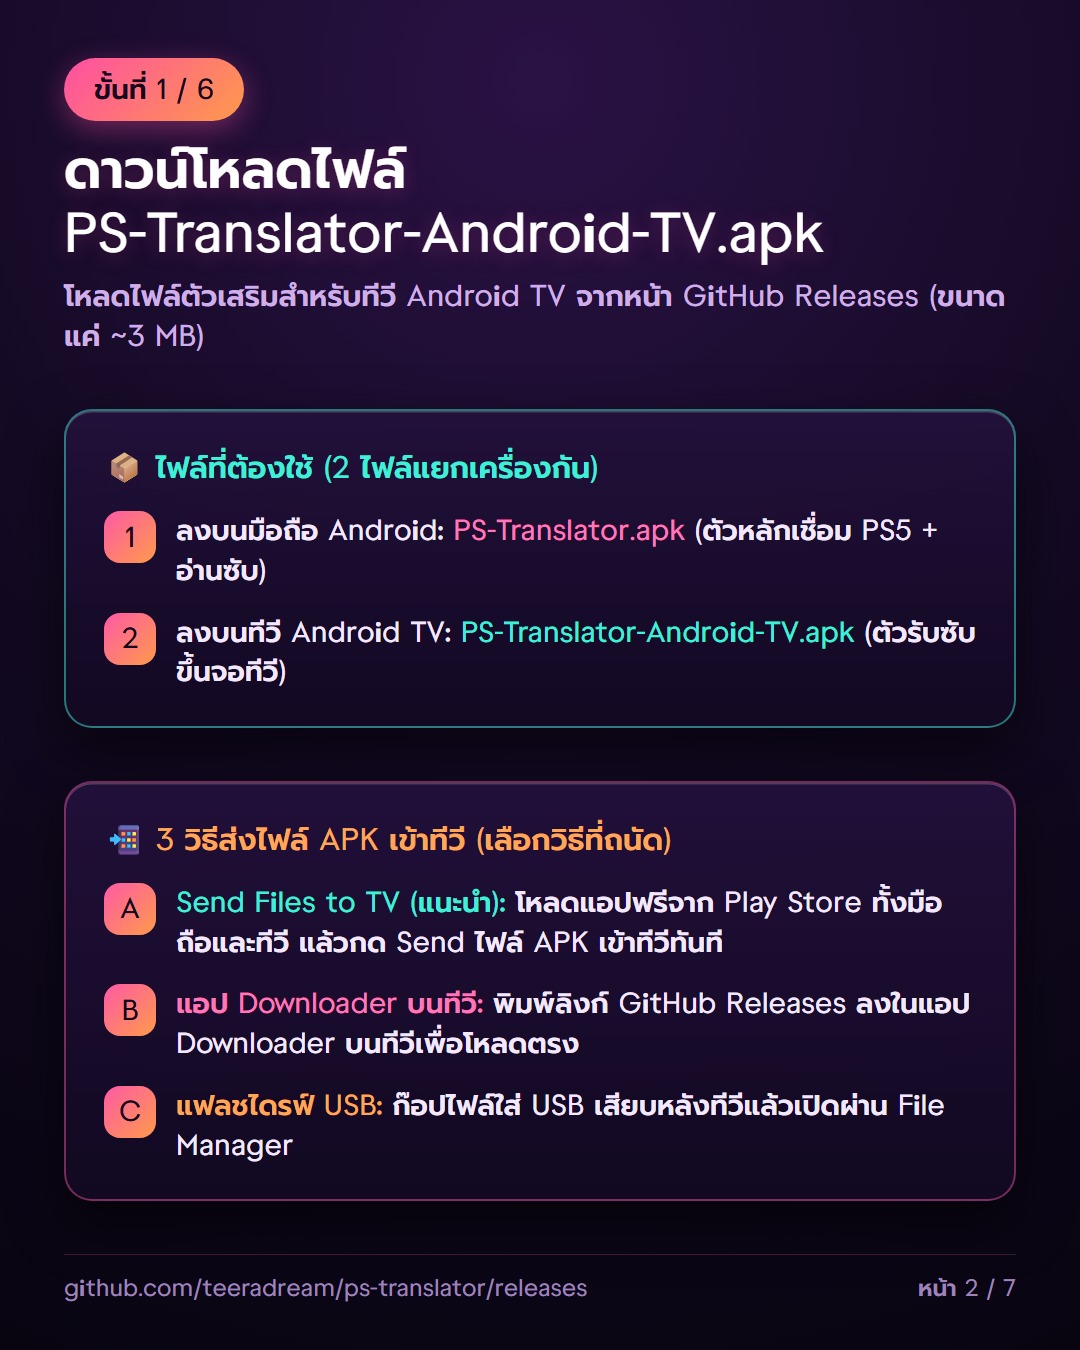 ขั้นที่ 1 / 6
ดาวน์โหลดไฟล์
PS-Translator-Android-TV.apk
โหลดไฟล์ตัวเสริมสำหรับทีวี Android TV จากหน้า GitHub Releases (ขนาด
แค่ ~3 MB)
📦 ไฟล์ที่ต้องใช้ (2 ไฟล์แยกเครื่องกัน)
1 ลงบนมือถือ Android: PS-Translator.apk (ตัวหลักเชื่อม PS5 +
อ่านซับ)
2 ลงบนทีวี Android TV: PS-Translator-Android-TV.apk (ตัวรับซับ
ขึ้นจอทีวี)
📲 3 วิธีส่งไฟล์ APK เข้าทีวี (เลือกวิธีที่ถนัด)
A Send Files to TV (แนะนำ): โหลดแอปฟรีจาก Play Store ทั้งมือ
ถือและทีวี แล้วกด Send ไฟล์ APK เข้าทีวีทันที
B แอป Downloader บนทีวี: พิมพ์ลิงก์ GitHub Releases ลงในแอป
Downloader บนทีวีเพื่อโหลดตรง
C แฟลชไดรฟ์ USB: ก๊อปไฟล์ใส่ USB เสียบหลังทีวีแล้วเปิดผ่าน File
Manager
github.com/teeradream/ps-translator/releases
หน้า 2 / 7